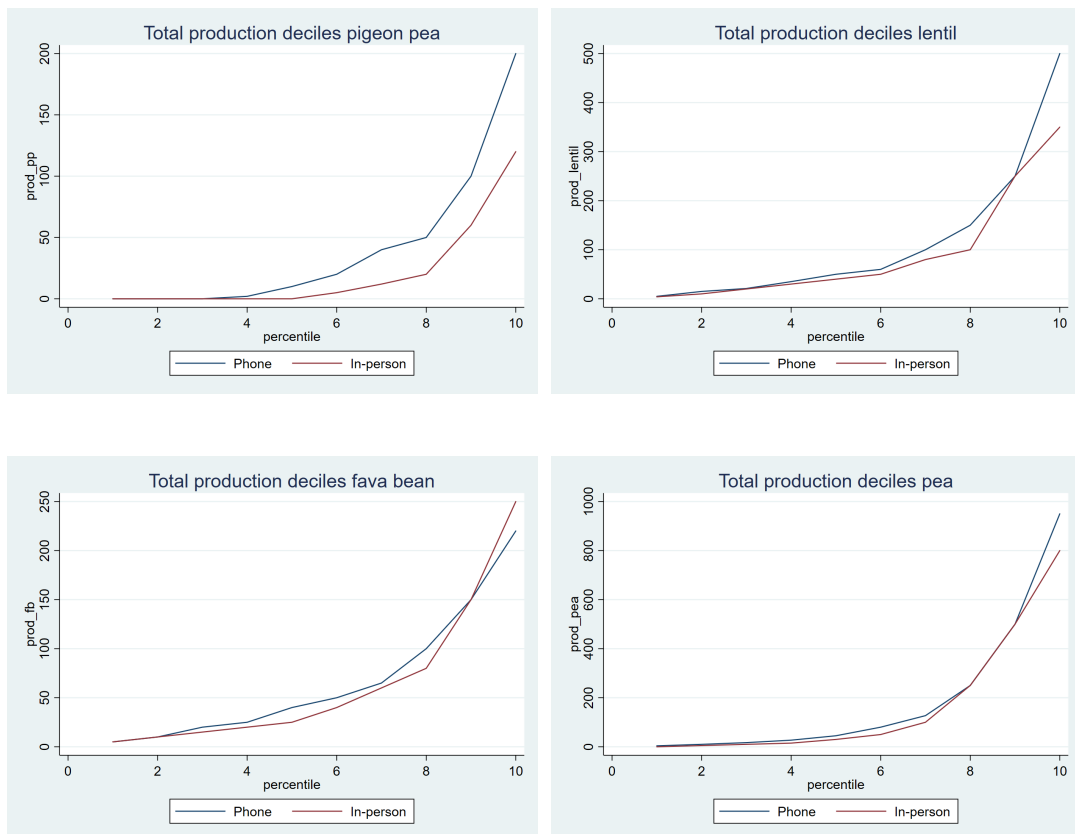 Total production deciles pigeon pea
prod_pp
200
150
100
50
0
0 2 4 6 8 10
percentile
Phone In-person
Total production deciles lentil
prod_lentil
500
400
300
200
100
0
0 2 4 6 8 10
percentile
Phone In-person
Total production deciles fava bean
prod_fb
250
200
150
100
50
0
0 2 4 6 8 10
percentile
Phone In-person
Total production deciles pea
prod_pea
1000
800
600
400
200
0
0 2 4 6 8 10
percentile
Phone In-person